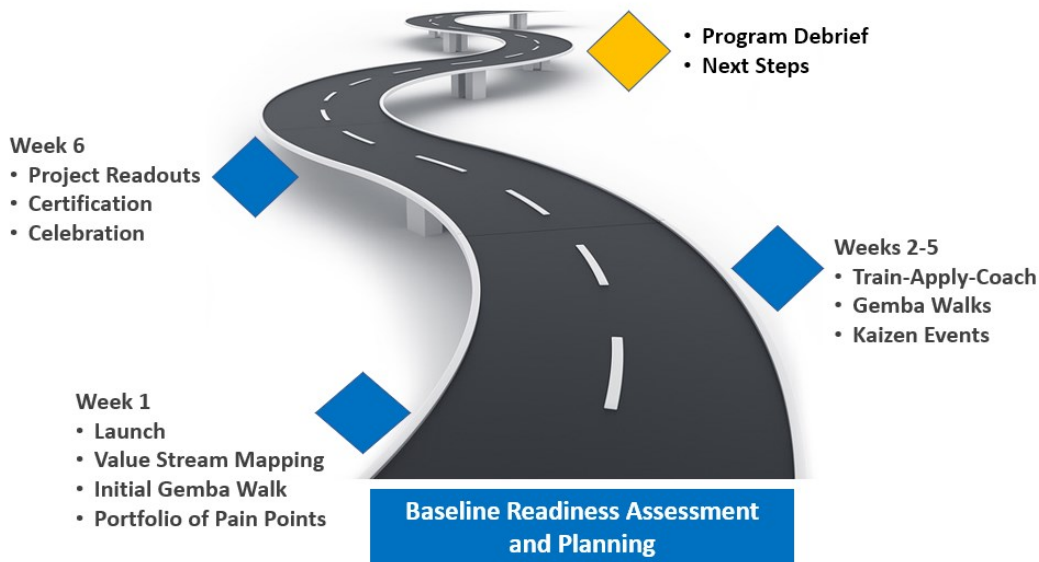 • Program Debrief
• Next Steps
Week 6
• Project Readouts
• Certification
• Celebration
Weeks 2-5
• Train-Apply-Coach
• Gemba Walks
• Kaizen Events
Week 1
• Launch
• Value Stream Mapping
• Initial Gemba Walk
• Portfolio of Pain Points
Baseline Readiness Assessment
and Planning